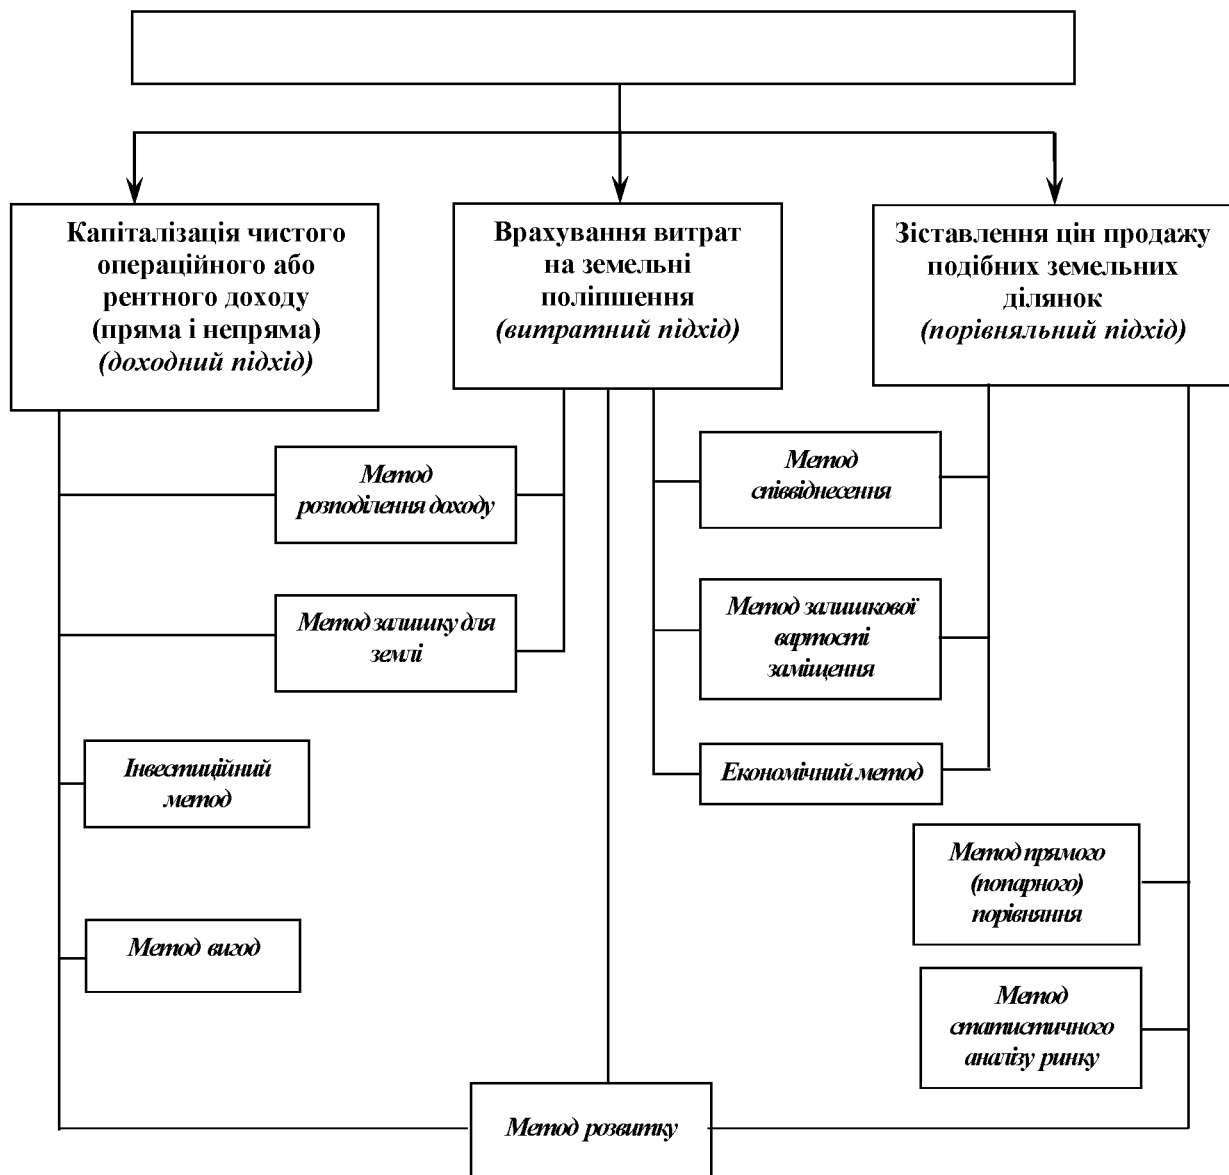 Капіталізація чистого
операційного або
рентного доходу
(пряма і непряма)
(доходний підхід)
Врахування витрат
на земельні
поліпшення
(витратний підхід)
Зіставлення цін продажу
подібних земельних
ділянок
(порівняльний підхід)
Метод
розподілення доходу
Метод
співвіднесення
Метод залишку для
землі
Метод залишкової
вартості
заміщення
Інвестиційний
метод
Економічний метод
Метод прямого
(попарного)
порівняння
Метод вигод
Метод
статистичного
аналізу ринку
Метод розвитку